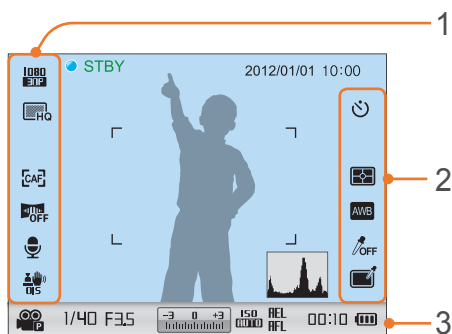 1
1080
30P
STBY
2012/01/01 10:00
HQ
CAF
OFF
2
AWB
OFF
OIS
P 1/40 F3.5 -3 0 +3 ISO AUTO AEL AFL 00:10
3